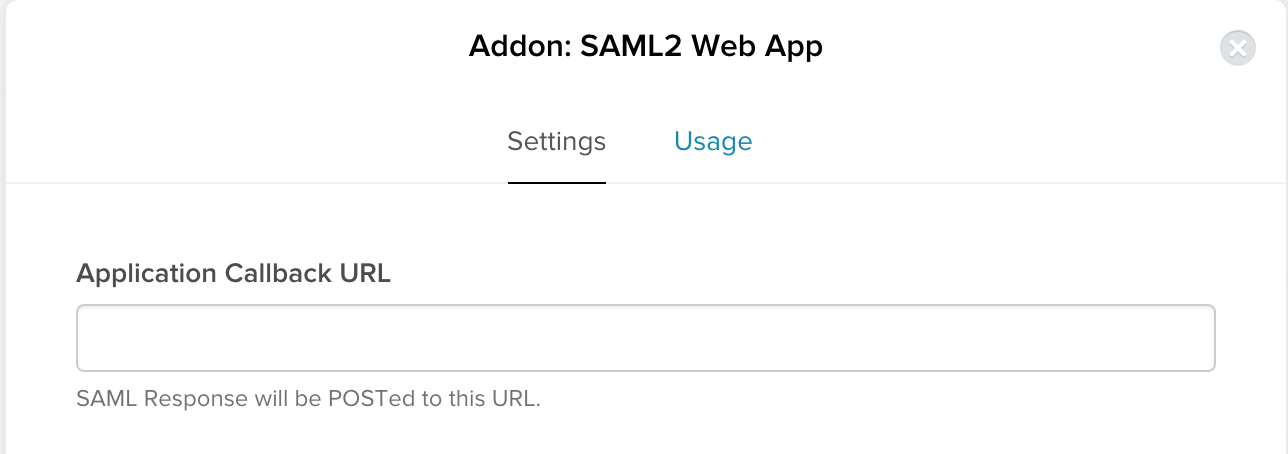 Addon: SAML2 Web App
Settings Usage
Application Callback URL
SAML Response will be POSTed to this URL.